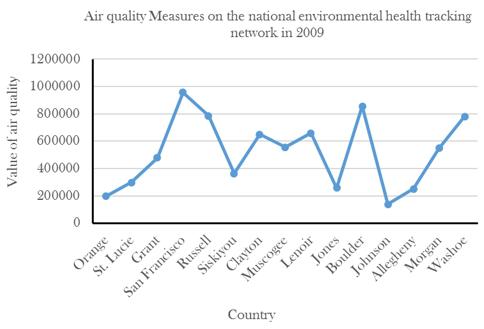 Air quality Measures on the national environmental health tracking
network in 2009
Value of air quality
1200000
1000000
800000
600000
400000
200000
0
Orange
St. Lucie
Grant
San Francisco
Russell
Siskiyou
Clayton
Muscogee
Lenoir
Jones
Boulder
Johnson
Allegheny
Morgan
Washoe
Country